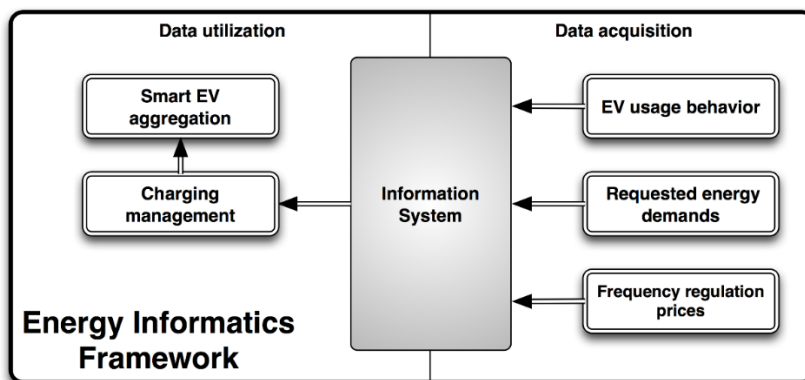 Data utilization
Data acquisition
Smart EV
aggregation
Charging
management
Information
System
EV usage behavior
Requested energy
demands
Frequency regulation
prices
Energy Informatics
Framework